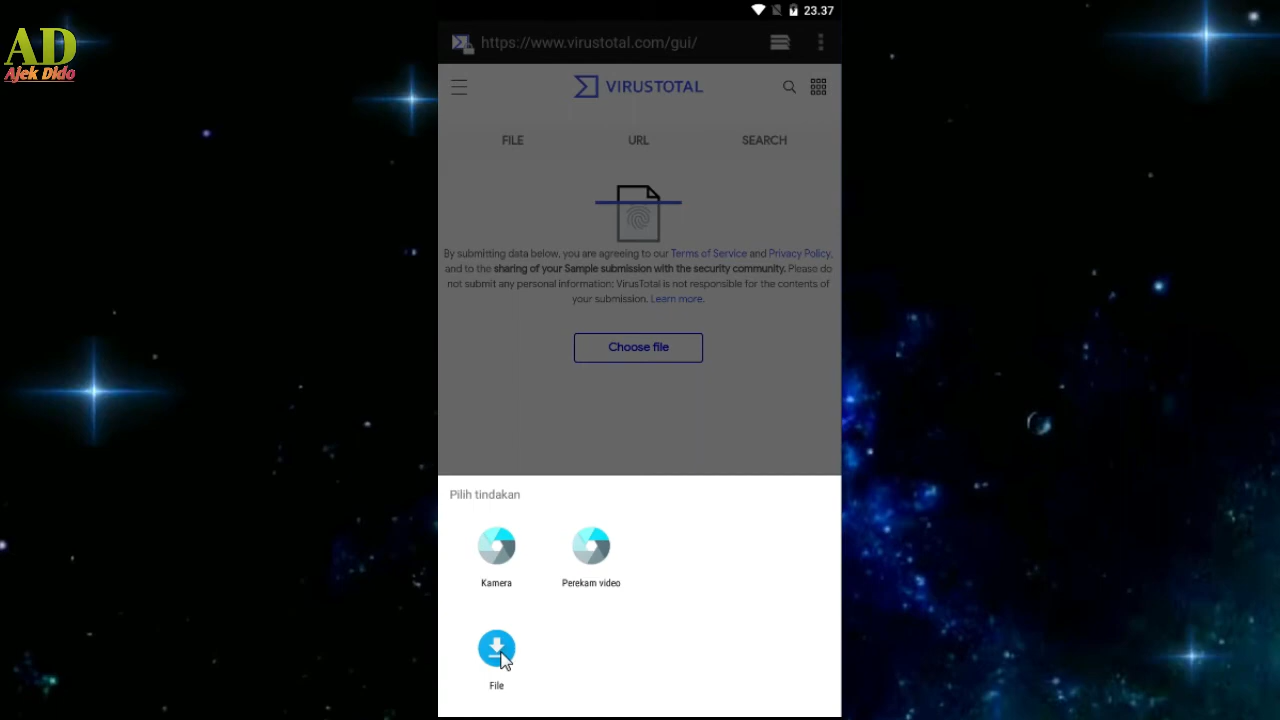 AD
Ajek Dido
23.37
https://www.virustotal.com/gui/
VIRUSTOTAL
FILE URL SEARCH
By submitting data below, you are agreeing to our Terms of Service and Privacy Policy,
and to the sharing of your Sample submission with the security community. Please do
not submit any personal information; VirusTotal is not responsible for the contents of
your submission. Learn more.
Choose file
Pilih tindakan
Kamera Perekam video
File